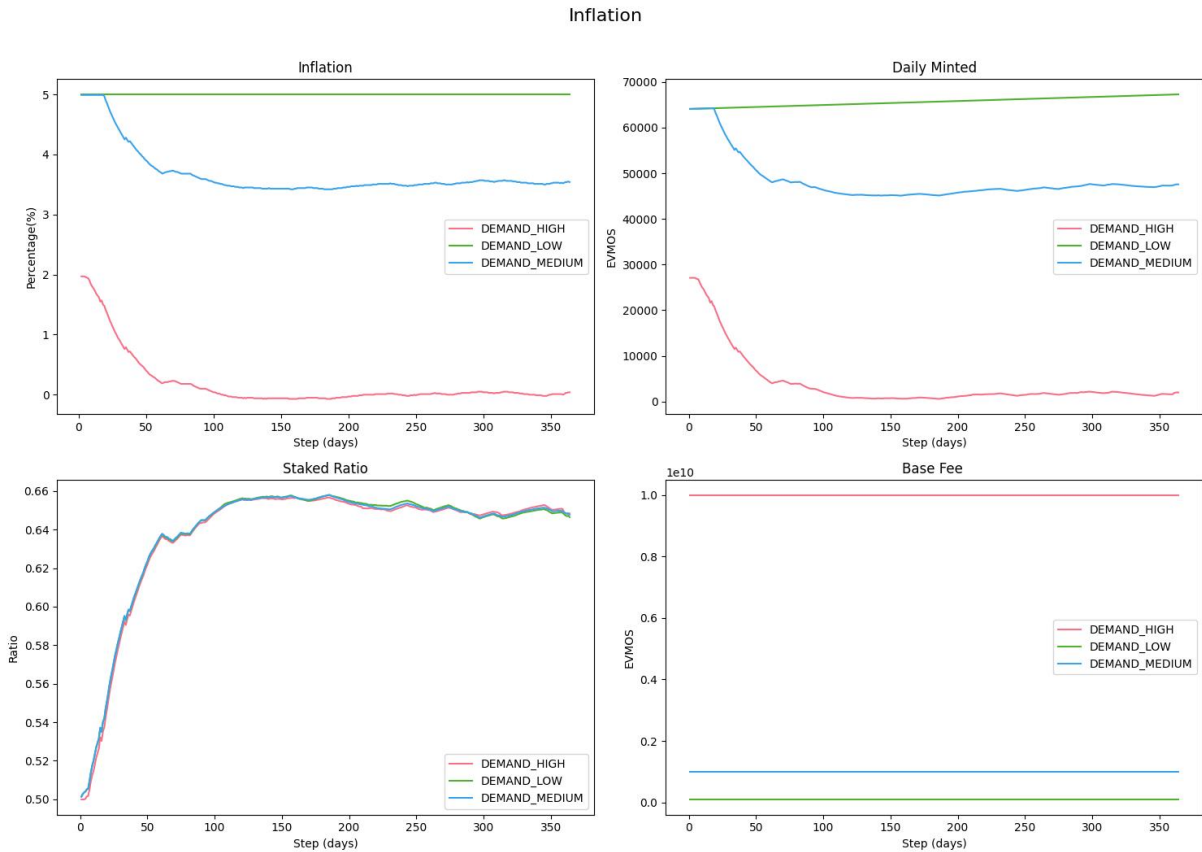 Inflation
Inflation
Percentage(%)
5
4
3
2
1
0
DEMAND_HIGH
DEMAND_LOW
DEMAND_MEDIUM
0 50 100 150 200 250 300 350
Step (days)
Daily Minted
EVMOS
70000
60000
50000
40000
30000
20000
10000
0
DEMAND_HIGH
DEMAND_LOW
DEMAND_MEDIUM
0 50 100 150 200 250 300 350
Step (days)
Staked Ratio
Ratio
0.66
0.64
0.62
0.60
0.58
0.56
0.54
0.52
0.50
DEMAND_HIGH
DEMAND_LOW
DEMAND_MEDIUM
0 50 100 150 200 250 300 350
Step (days)
Base Fee
1e10
EVMOS
1.0
0.8
0.6
0.4
0.2
0.0
DEMAND_HIGH
DEMAND_LOW
DEMAND_MEDIUM
0 50 100 150 200 250 300 350
Step (days)